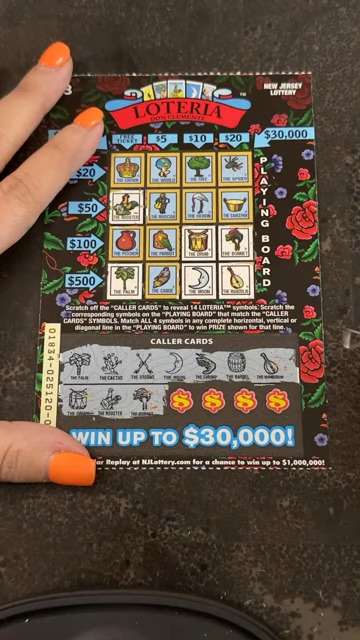 NEW JERSEY
LOTTERY
LOTERIA
DON CLEMENTE
™
FREE
TICKET
$5
$10
$20
$30,000
$20
THE CROWN
THE WORLD
THE TREE
THE SPIDER
$50
THE ROOSTER
THE MUSICIAN
THE HERON
THE SAUCEPAN
$100
THE PITCHER
THE PARROT
THE DRUM
THE BONNET
$500
THE PALM
THE CANOE
THE MOON
THE MANDOLIN
PLAYING BOARD
Scratch off the "CALLER CARDS" to reveal 14 LOTERIA™ symbols. Scratch the
corresponding symbols on the "PLAYING BOARD" that match the "CALLER
CARDS" SYMBOLS. Match ALL 4 symbols in any complete horizontal, vertical or
diagonal line in the "PLAYING BOARD" to win PRIZE shown for that line.
CALLER CARDS
THE PALM
THE CACTUS
THE ARROWS
THE MOON
THE SHRIMP
THE BARREL
THE MANDOLIN
THE DRUM
THE ROOSTER
WIN UP TO $30,000!
Replay at NJLottery.com for a chance to win up to $1,000,000!
01834-025120-0